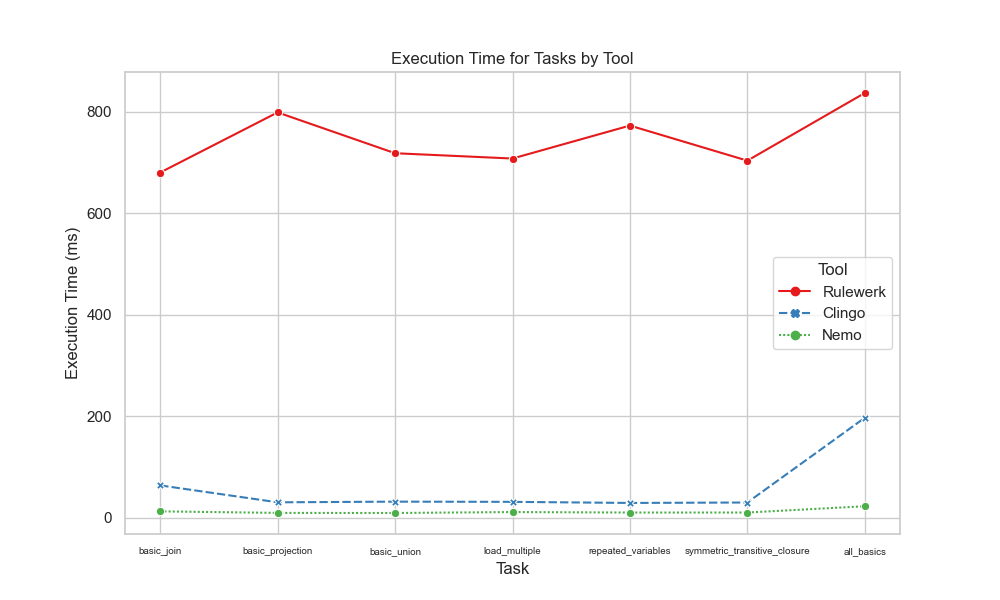 Execution Time for Tasks by Tool
Execution Time (ms)
800
600
400
200
0
Tool
Rulewerk
Clingo
Nemo
basic_join basic_projection basic_union load_multiple repeated_variables symmetric_transitive_closure all_basics
Task